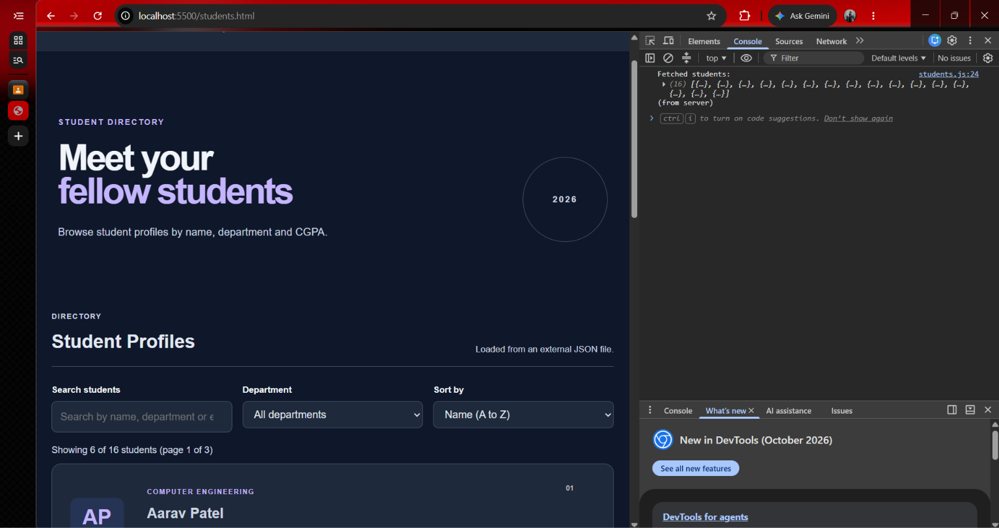 localhost:5500/students.html
Ask Gemini
STUDENT DIRECTORY
Meet your
fellow students
Browse student profiles by name, department and CGPA.
2026
DIRECTORY
Student Profiles
Loaded from an external JSON file.
Search students
Department
Sort by
Search by name, department or e
All departments
Name (A to Z)
Showing 6 of 16 students (page 1 of 3)
COMPUTER ENGINEERING
01
AP
Aarav Patel
Elements
Console
Sources
Network
top
Filter
Default levels
No issues
Fetched students:
students.js:24
(16) [{…}, {…}, {…}, {…}, {…}, {…}, {…}, {…}, {…}, {…}, {…}, {…}, {…},
{…}, {…}, {…}]
(from server)
ctrl i to turn on code suggestions. Don't show again
Console
What's new
AI assistance
Issues
New in DevTools (October 2026)
See all new features
DevTools for agents